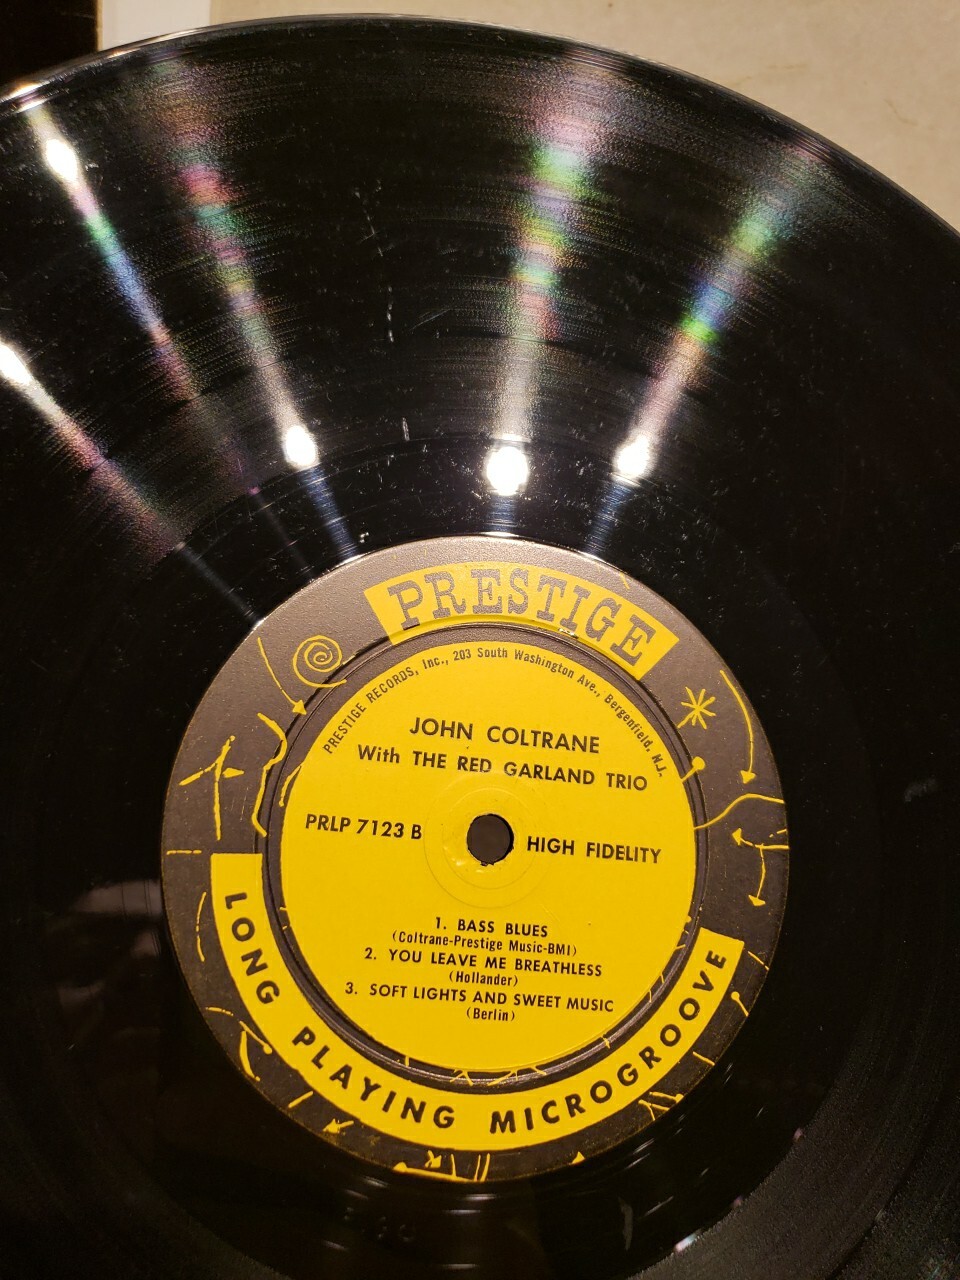 PRESTIGE
PRESTIGE RECORDS, Inc., 203 South Washington Ave., Bergenfield, N.J.
JOHN COLTRANE
With THE RED GARLAND TRIO
PRLP 7123 B
HIGH FIDELITY
1. BASS BLUES
(Coltrane-Prestige Music-BMI)
2. YOU LEAVE ME BREATHLESS
(Hollander)
3. SOFT LIGHTS AND SWEET MUSIC
(Berlin)
LONG PLAYING MICROGROOVE